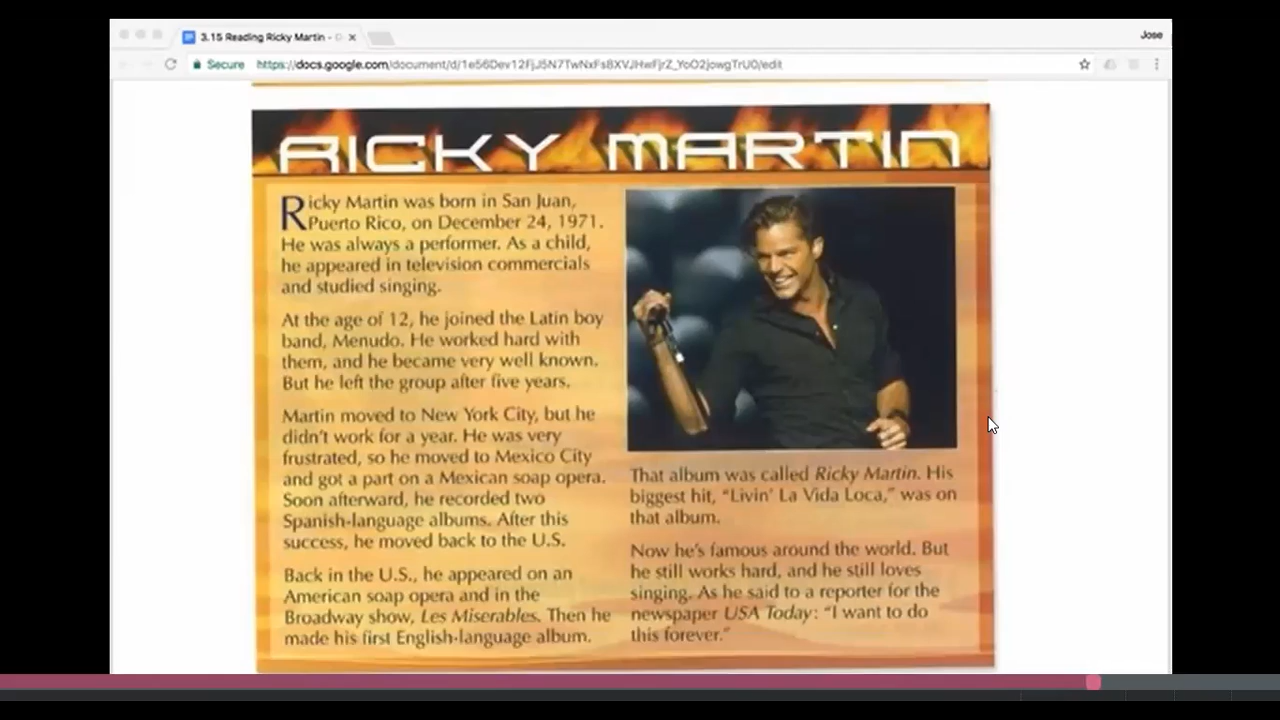 3.15 Reading Ricky Martin -
Jose
Secure
RICKY MARTIN
Ricky Martin was born in San Juan,
Puerto Rico, on December 24, 1971.
He was always a performer. As a child,
he appeared in television commercials
and studied singing.
At the age of 12, he joined the Latin boy
band, Menudo. He worked hard with
them, and he became very well known.
But he left the group after five years.
Martin moved to New York City, but he
didn't work for a year. He was very
frustrated, so he moved to Mexico City
and got a part on a Mexican soap opera.
Soon afterward, he recorded two
Spanish-language albums. After this
success, he moved back to the U.S.
Back in the U.S., he appeared on an
American soap opera and in the
Broadway show, Les Miserables. Then he
made his first English-language album.
That album was called Ricky Martin. His
biggest hit, "Livin' La Vida Loca," was on
that album.
Now he's famous around the world. But
he still works hard, and he still loves
singing. As he said to a reporter for the
newspaper USA Today: "I want to do
this forever."